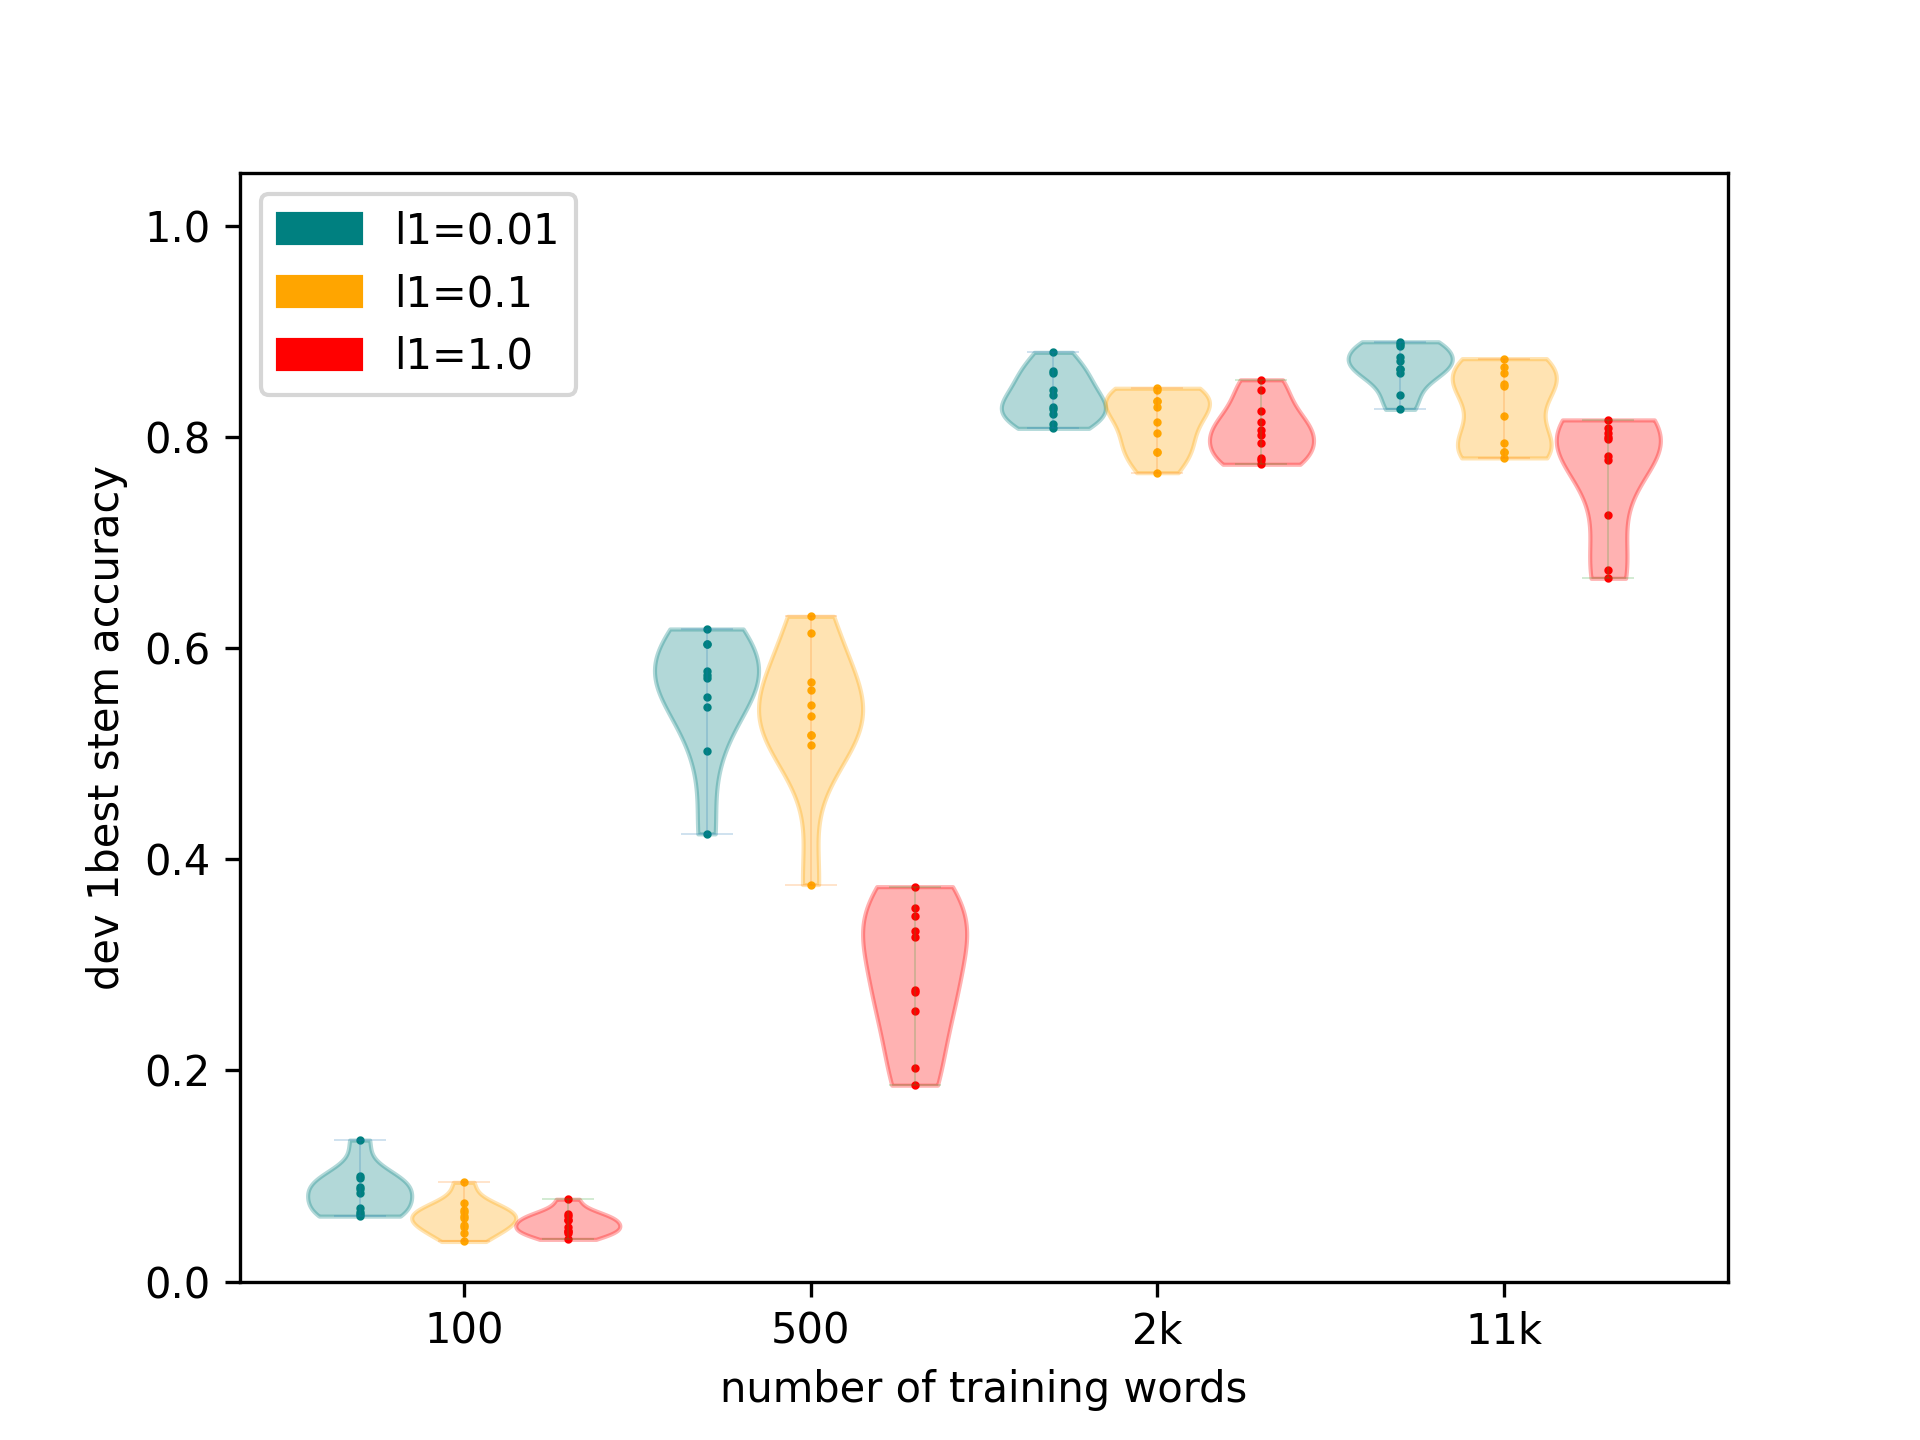 l1=0.01
l1=0.1
l1=1.0
1.0
0.8
0.6
0.4
0.2
0.0
dev 1best stem accuracy
100 500 2k 11k
number of training words